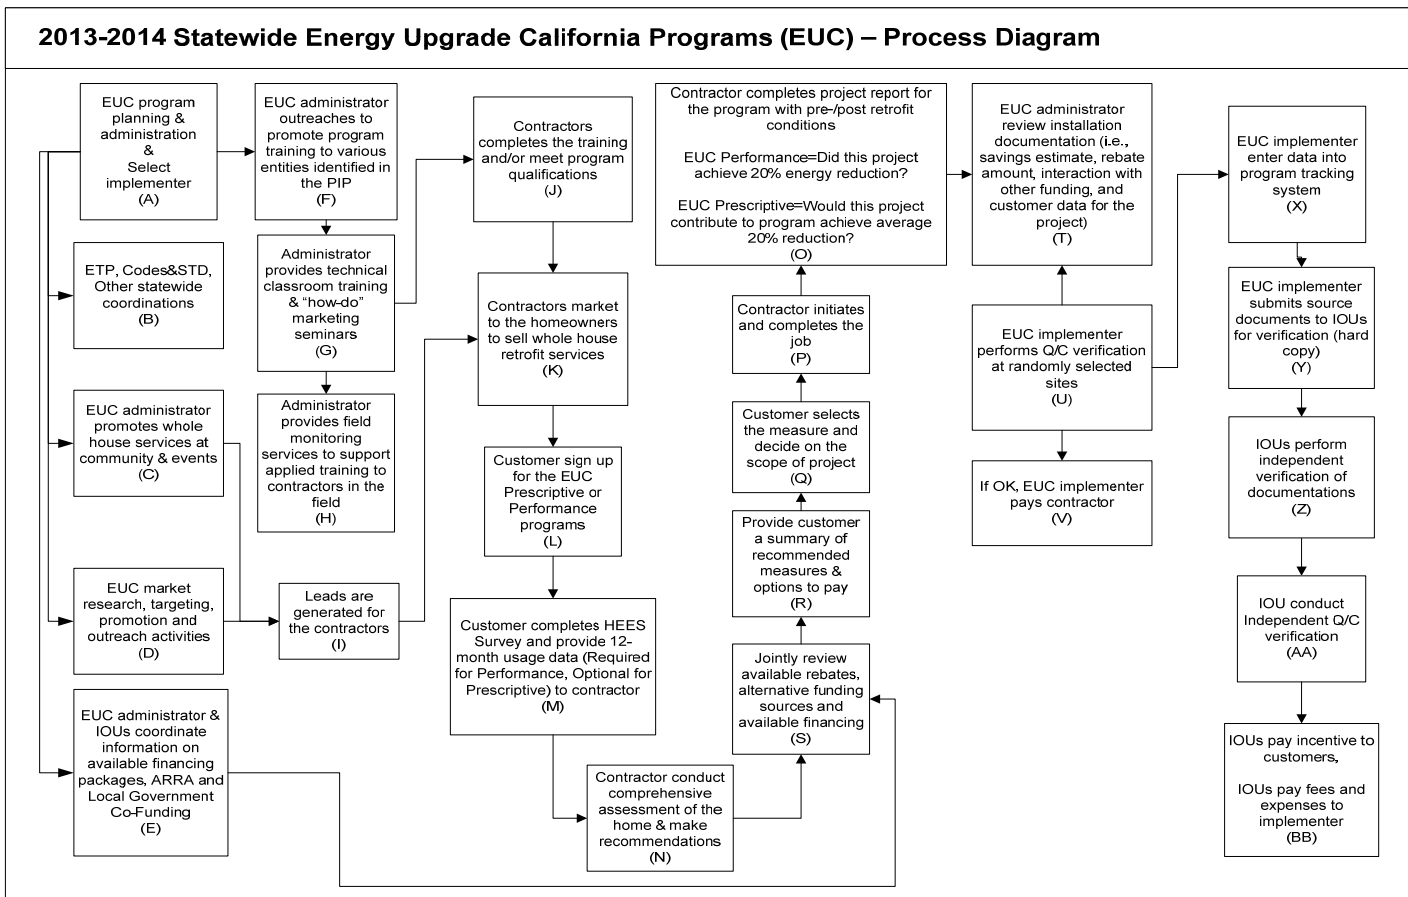 2013-2014 Statewide Energy Upgrade California Programs (EUC) – Process Diagram
EUC program
planning &
administration
&
Select
implementer
(A)
ETP, Codes&STD,
Other statewide
coordinations
(B)
EUC administrator
promotes whole
house services at
community & events
(C)
EUC market
research, targeting,
promotion and
outreach activities
(D)
EUC administrator &
IOUs coordinate
information on
available financing
packages, ARRA and
Local Government
Co-Funding
(E)
EUC administrator
outreaches to
promote program
training to various
entities identified in
the PIP
(F)
Administrator
provides technical
classroom training
& “how-do”
marketing
seminars
(G)
Administrator
provides field
monitoring
services to support
applied training to
contractors in the
field
(H)
Leads are
generated for
the contractors
(I)
Contractors
completes the training
and/or meet program
qualifications
(J)
Contractors market
to the homeowners
to sell whole house
retrofit services
(K)
Customer sign up
for the EUC
Prescriptive or
Performance
programs
(L)
Customer completes HEES
Survey and provide 12-
month usage data (Required
for Performance, Optional for
Prescriptive) to contractor
(M)
Contractor conduct
comprehensive
assessment of the
home & make
recommendations
(N)
Contractor completes project report for
the program with pre-/post retrofit
conditions
EUC Performance=Did this project
achieve 20% energy reduction?
EUC Prescriptive=Would this project
contribute to program achieve average
20% reduction?
(O)
Contractor initiates
and completes the
job
(P)
Customer selects
the measure and
decide on the
scope of project
(Q)
Provide customer
a summary of
recommended
measures &
options to pay
(R)
Jointly review
available rebates,
alternative funding
sources and
available financing
(S)
EUC administrator
review installation
documentation (i.e.,
savings estimate, rebate
amount, interaction with
other funding, and
customer data for the
project)
(T)
EUC implementer
performs Q/C verification
at randomly selected
sites
(U)
If OK, EUC implementer
pays contractor
(V)
EUC implementer
enter data into
program tracking
system
(X)
EUC implementer
submits source
documents to IOUs
for verification (hard
copy)
(Y)
IOUs perform
independent
verification of
documentations
(Z)
IOU conduct
Independent Q/C
verification
(AA)
IOUs pay incentive to
customers,
IOUs pay fees and
expenses to
implementer
(BB)